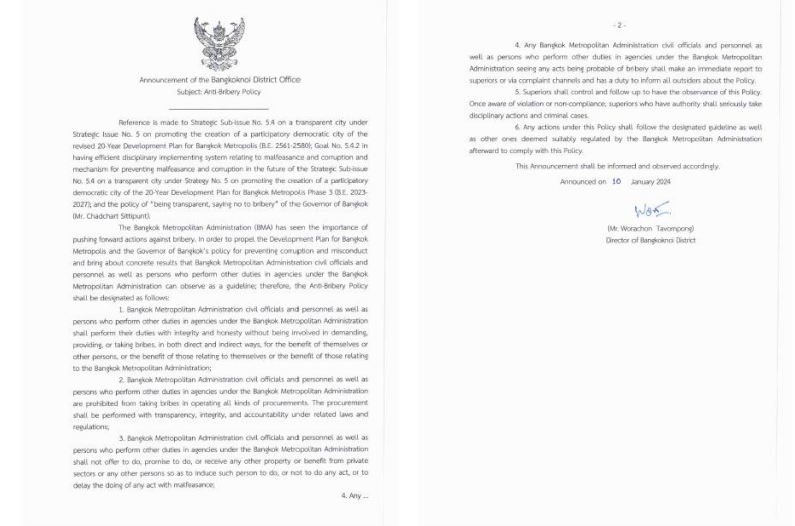 Announcement of the Bangkoknoi District Office
Subject: Anti-Bribery Policy
Reference is made to Strategic Sub-issue No. 5.4 on a transparent city under
Strategic Issue No. 5 on promoting the creation of a participatory democratic city of the
revised 20-Year Development Plan for Bangkok Metropolis (B.E. 2561-2580); Goal No. 5.4.2 in
having efficient disciplinary implementing system relating to malfeasance and corruption and
mechanism for preventing malfeasance and corruption in the future of the Strategic Sub-issue
No. 5.4 on a transparent city under Strategy No. 5 on promoting the creation of a participatory
democratic city of the 20-Year Development Plan for Bangkok Metropolis Phase 3 (B.E. 2023-
2027); and the policy of "being transparent, saying no to bribery" of the Governor of Bangkok
(Mr. Chadchart Sittipunt).
The Bangkok Metropolitan Administration (BMA) has seen the importance of
pushing forward actions against bribery. In order to propel the Development Plan for Bangkok
Metropolis and the Governor of Bangkok's policy for preventing corruption and misconduct
and bring about concrete results that Bangkok Metropolitan Administration civil officials and
personnel as well as persons who perform other duties in agencies under the Bangkok
Metropolitan Administration can observe as a guideline; therefore, the Anti-Bribery Policy
shall be designated as follows:
1. Bangkok Metropolitan Administration civil officials and personnel as well as
persons who perform other duties in agencies under the Bangkok Metropolitan Administration
shall perform their duties with integrity and honesty without being involved in demanding,
providing, or taking bribes, in both direct and indirect ways, for the benefit of themselves or
other persons, or the benefit of those relating to themselves or the benefit of those relating
to the Bangkok Metropolitan Administration;
2. Bangkok Metropolitan Administration civil officials and personnel as well as
persons who perform other duties in agencies under the Bangkok Metropolitan Administration
are prohibited from taking bribes in operating all kinds of procurements. The procurement
shall be performed with transparency, integrity, and accountability under related laws and
regulations;
3. Bangkok Metropolitan Administration civil officials and personnel as well as
persons who perform other duties in agencies under the Bangkok Metropolitan Administration
shall not offer to do, promise to do, or receive any other property or benefit from private
sectors or any other persons so as to induce such person to do, or not to do any act, or to
delay the doing of any act with malfeasance;
4. Any ...
- 2 -
4. Any Bangkok Metropolitan Administration civil officials and personnel as
well as persons who perform other duties in agencies under the Bangkok Metropolitan
Administration seeing any acts being probable of bribery shall make an immediate report to
superiors or via complaint channels and has a duty to inform all outsiders about the Policy.
5. Superiors shall control and follow up to have the observance of this Policy.
Once aware of violation or non-compliance, superiors who have authority shall seriously take
disciplinary actions and criminal cases.
6. Any actions under this Policy shall follow the designated guideline as well
as other ones deemed suitably regulated by the Bangkok Metropolitan Administration
afterward to comply with this Policy.
This Announcement shall be informed and observed accordingly.
Announced on 10 January 2024
(Mr. Worachon Tavompong)
Director of Bangkoknoi District